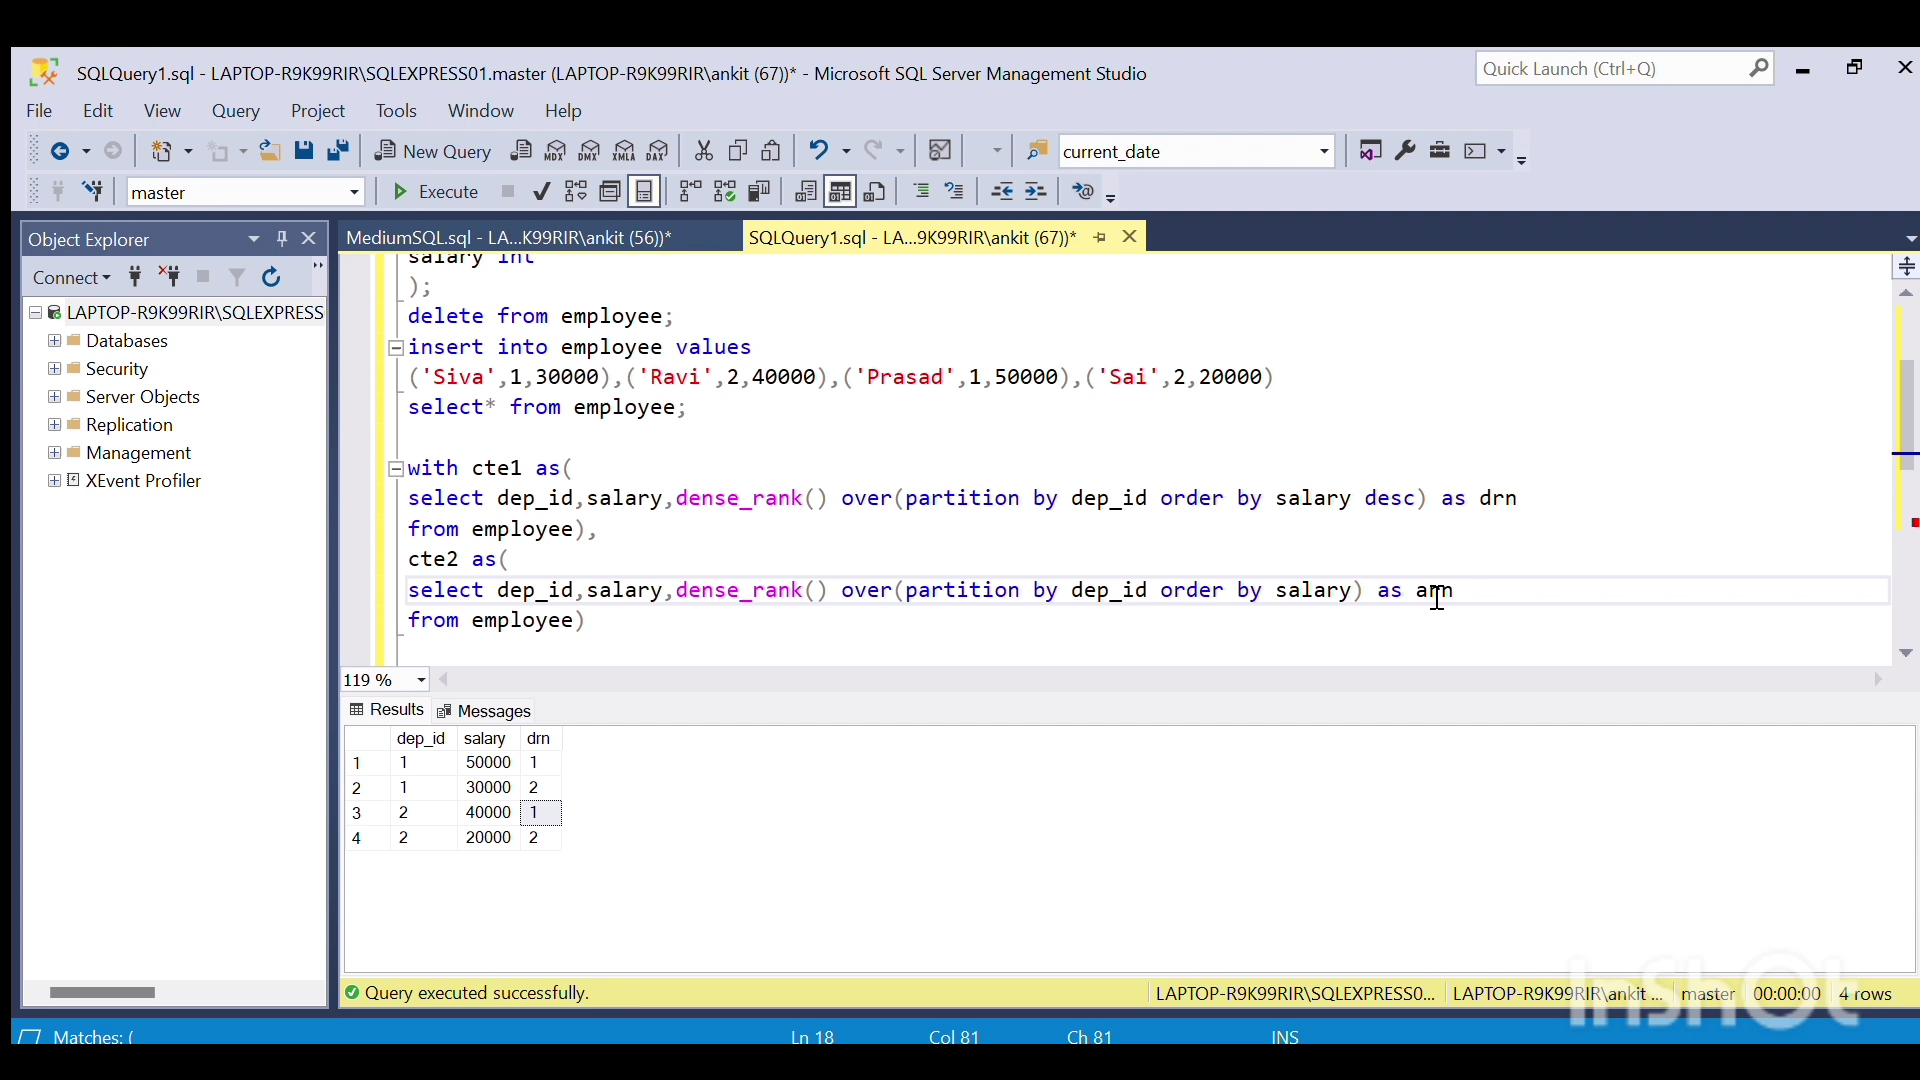 SQLQuery1.sql - LAPTOP-R9K99RIR\SQLEXPRESS01.master (LAPTOP-R9K99RIR\ankit (67))* - Microsoft SQL Server Management Studio
Quick Launch (Ctrl+Q)
File Edit View Query Project Tools Window Help
New Query MDX DMX XMLA DAX current_date
master Execute
Object Explorer
MediumSQL.sql - LA...K99RIR\ankit (56))*
SQLQuery1.sql - LA...9K99RIR\ankit (67))*
Connect
LAPTOP-R9K99RIR\SQLEXPRESS
Databases
Security
Server Objects
Replication
Management
XEvent Profiler
salary int
);
delete from employee;
insert into employee values
('Siva',1,30000),('Ravi',2,40000),('Prasad',1,50000),('Sai',2,20000)
select* from employee;
with cte1 as(
select dep_id,salary,dense_rank() over(partition by dep_id order by salary desc) as drn
from employee),
cte2 as(
select dep_id,salary,dense_rank() over(partition by dep_id order by salary) as arn
from employee)
119 %
Results Messages
dep_id salary drn
1 1 50000 1
2 1 30000 2
3 2 40000 1
4 2 20000 2
Query executed successfully.
LAPTOP-R9K99RIR\SQLEXPRESS0... LAPTOP-R9K99RIR\ankit ... master 00:00:00 4 rows
InShOt
Matches: ( Ln 18 Col 81 Ch 81 INS